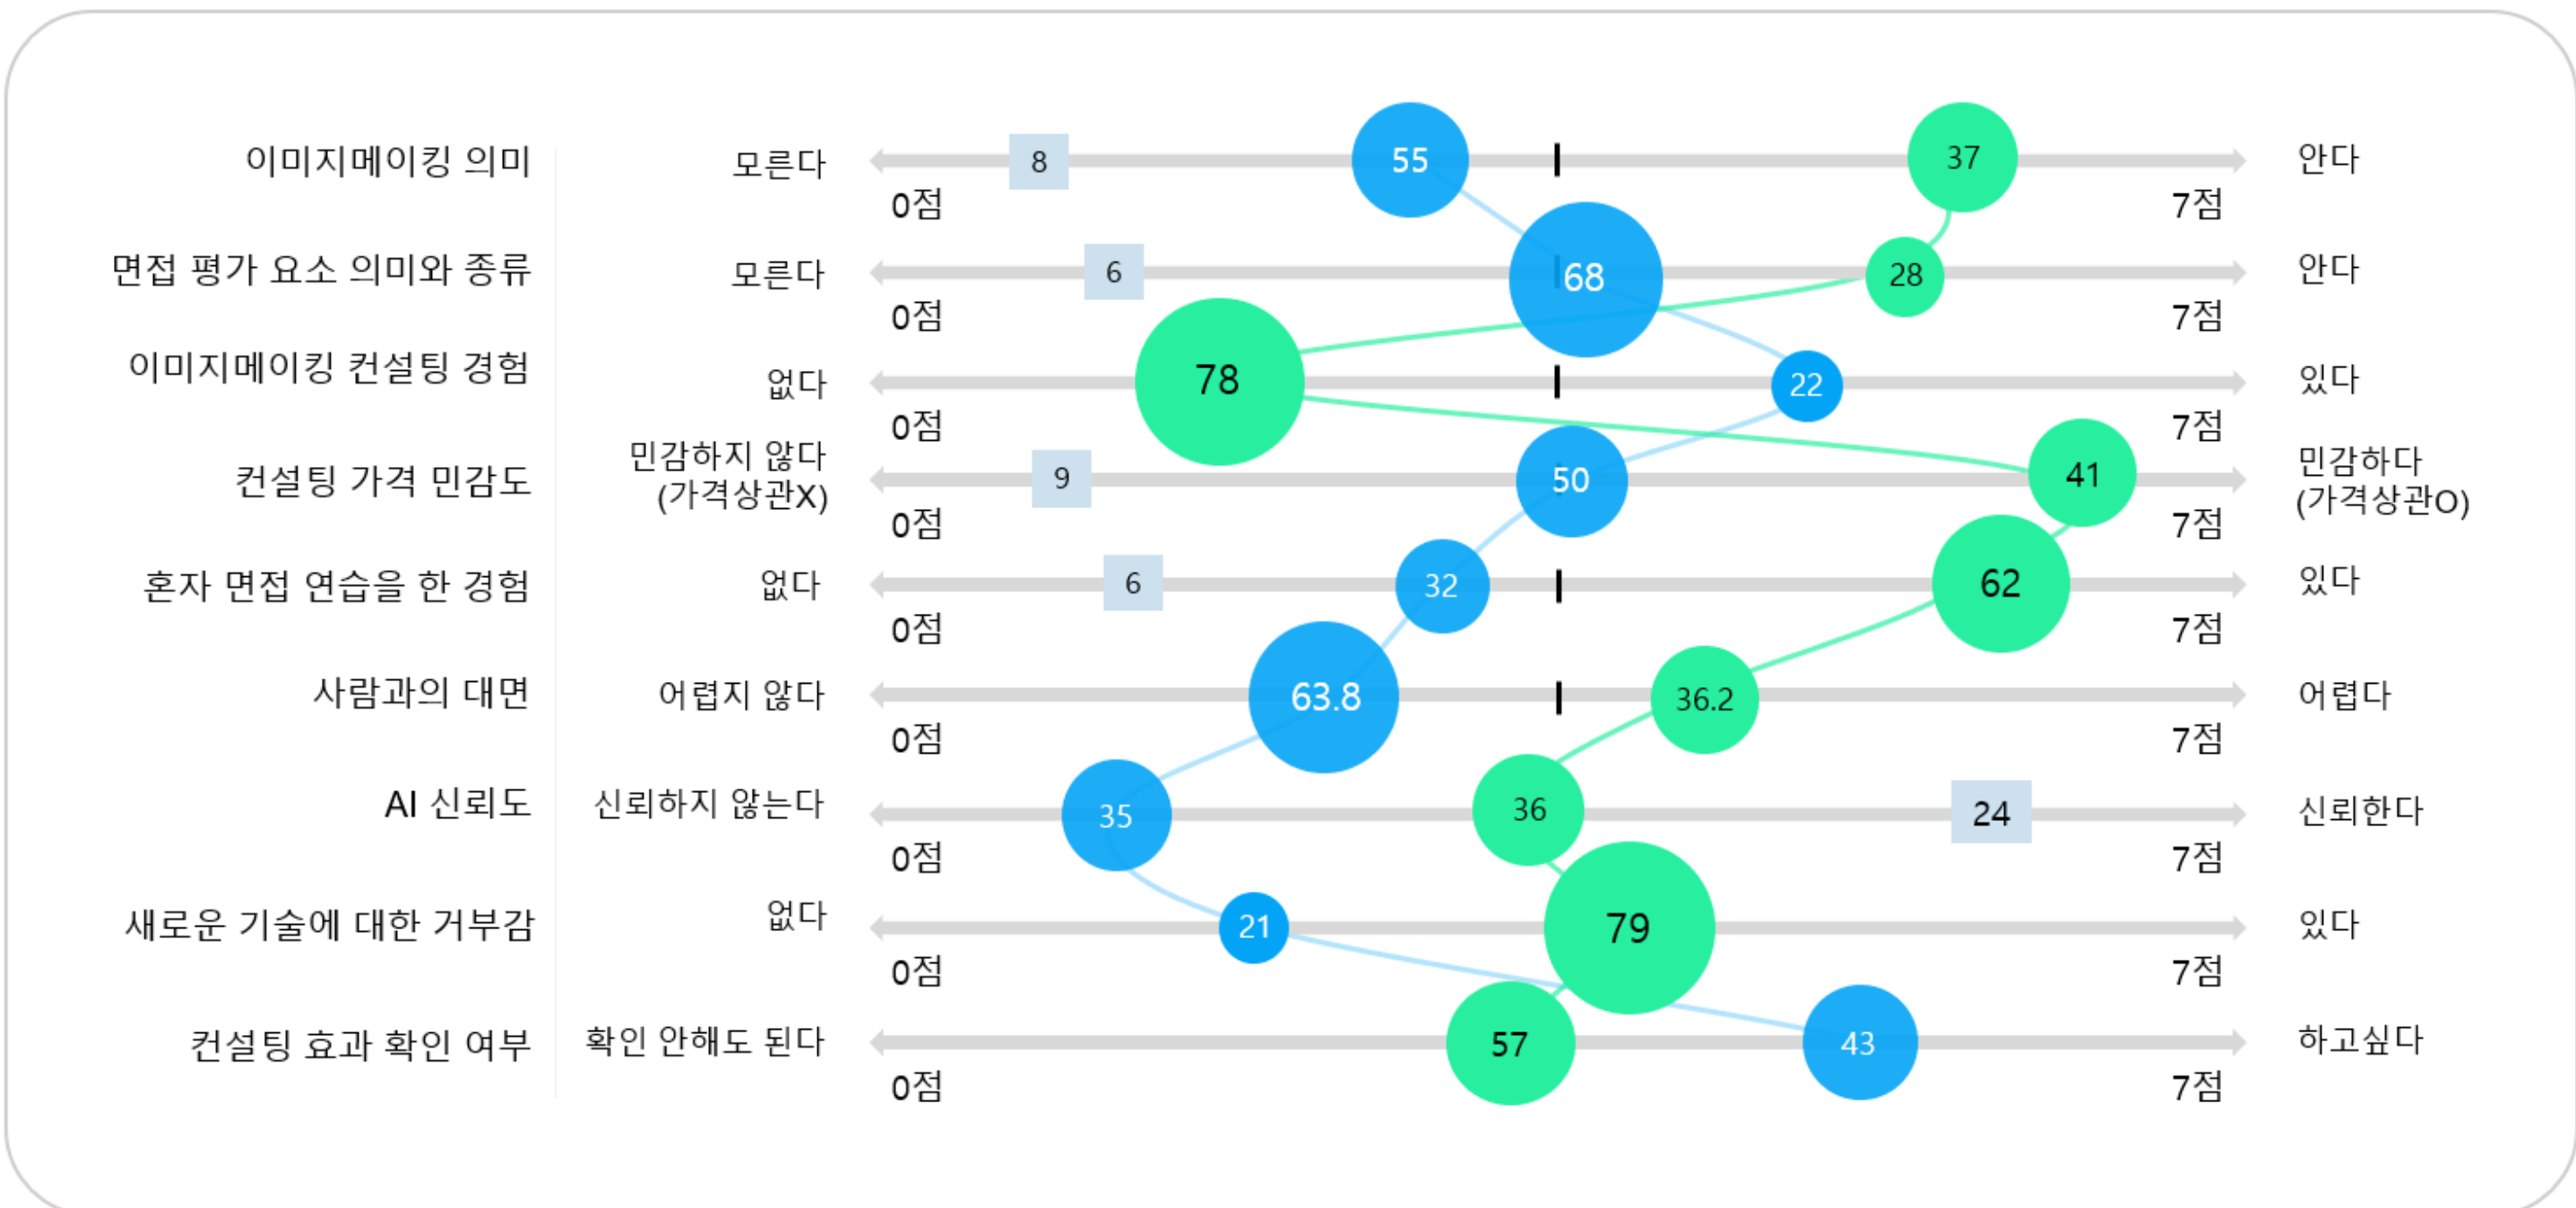 이미지메이킹 의미 모른다 8 55 37 안다
0점 7점
면접 평가 요소 의미와 종류 모른다 6 68 28 안다
0점 7점
이미지메이킹 컨설팅 경험 없다 78 22 있다
0점 7점
컨설팅 가격 민감도 민감하지 않다 9 50 41 민감하다
(가격상관X) (가격상관O)
0점 7점
혼자 면접 연습을 한 경험 없다 6 32 62 있다
0점 7점
사람과의 대면 어렵지 않다 63.8 36.2 어렵다
0점 7점
AI 신뢰도 신뢰하지 않는다 35 36 24 신뢰한다
0점 7점
새로운 기술에 대한 거부감 없다 21 79 있다
0점 7점
컨설팅 효과 확인 여부 확인 안해도 된다 57 43 하고싶다
0점 7점